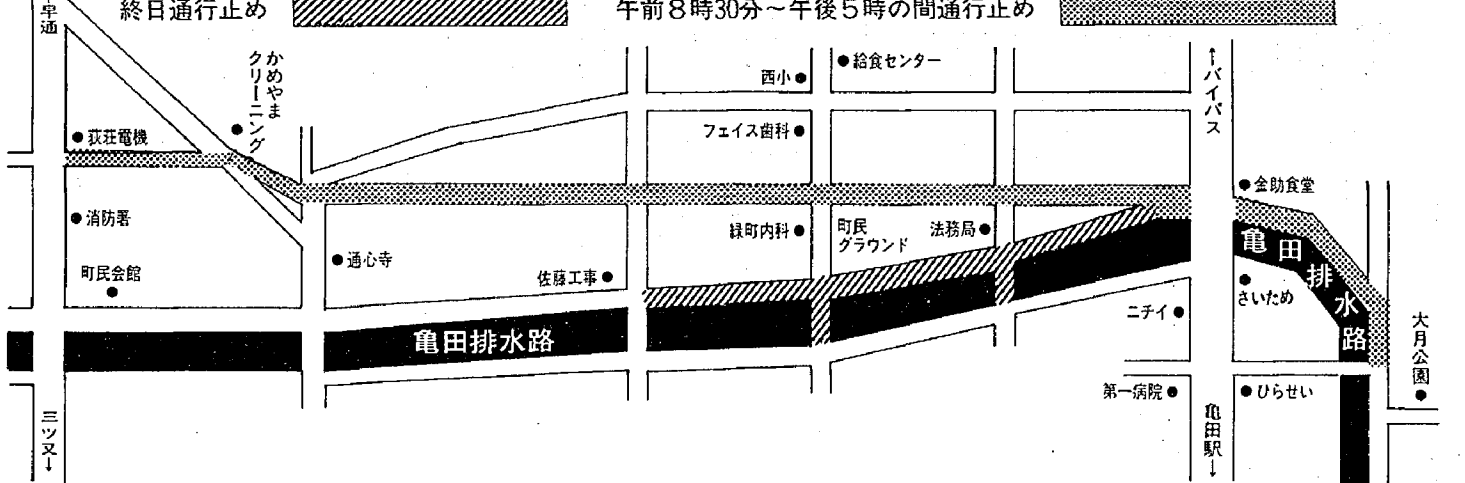 終日通行止め
午前8時30分〜午後5時の間通行止め
早通
かめやま
クリーニング
西小
給食センター
↑バイパス
荻荘電機
フェイス歯科
金助食堂
消防署
緑町内科
町民
グラウンド
法務局
亀田排水路
通心寺
町民会館
佐藤工事
さいため
ニチイ
亀田排水路
大月公園
第一病院
ひらせい
三ツ又↓
亀田駅↓